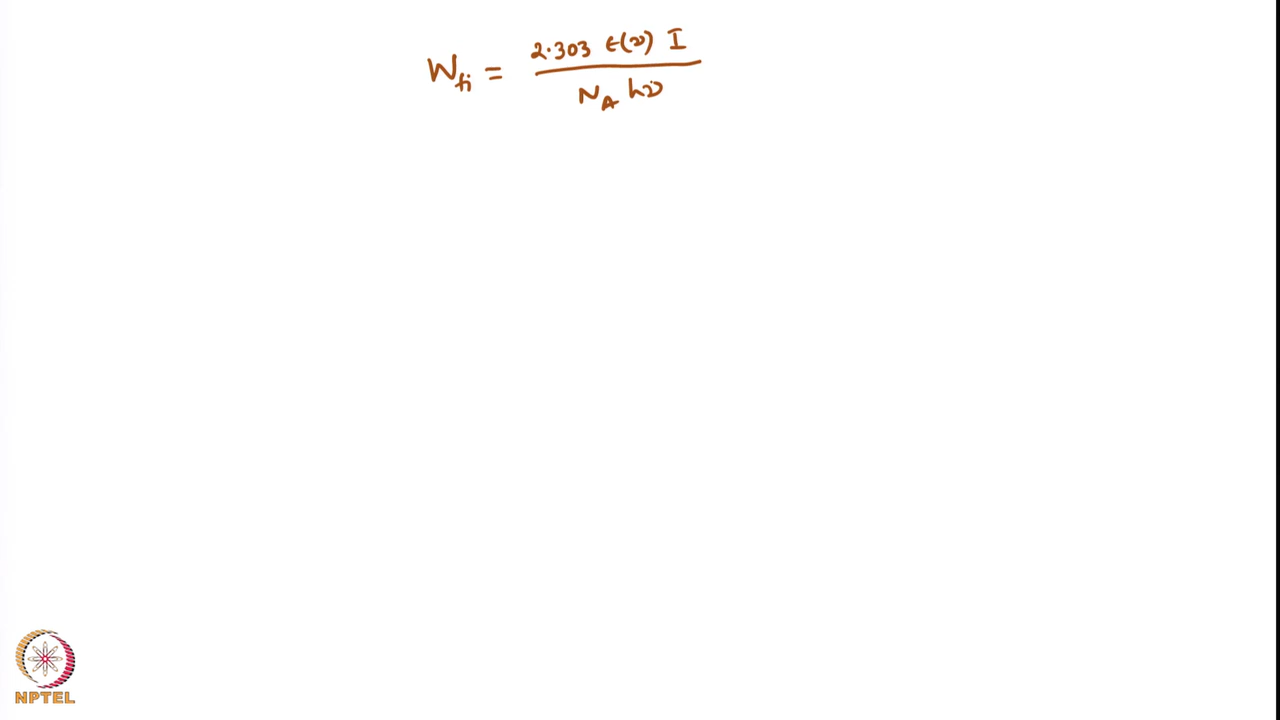 W_fi = 2.303 ϵ(ν) I / N_A hν
NPTEL